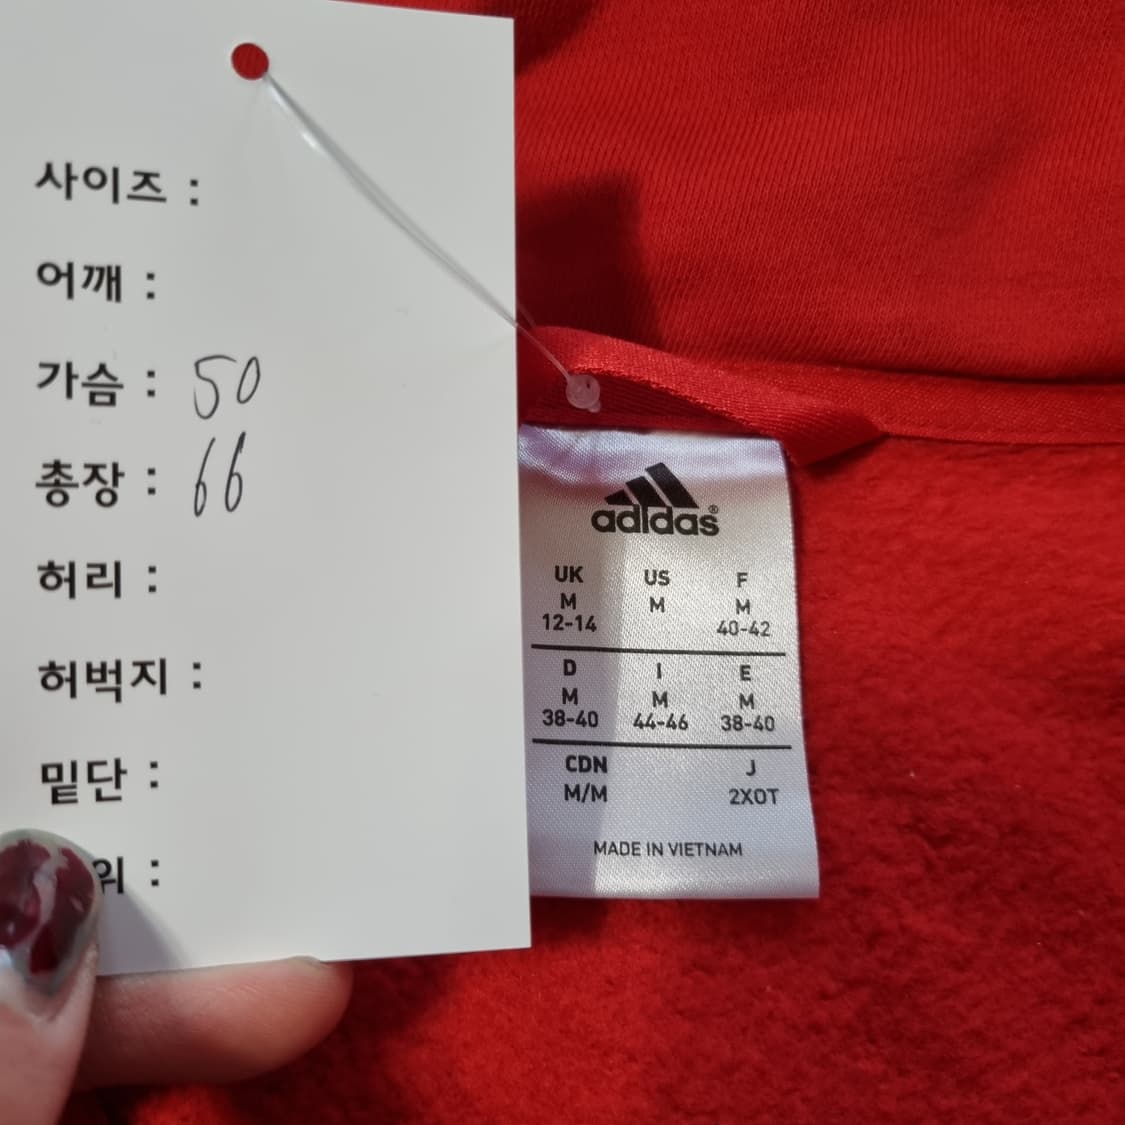 사이즈 :
어깨 :
가슴 : 50
총장 : 66
허리 :
허벅지 :
밑단 :
위 :
adidas®
UK US F
M M M
12-14 40-42
D I E
M M M
38-40 44-46 38-40
CDN J
M/M 2XOT
MADE IN VIETNAM